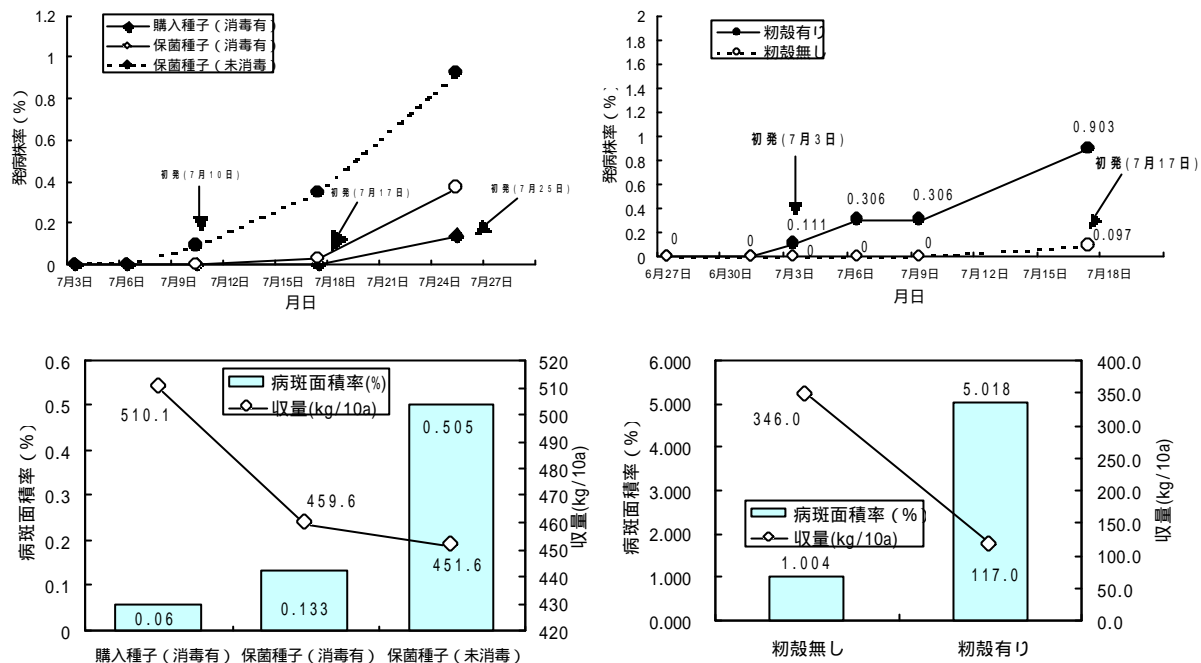 購入種子(消毒有)
保菌種子(消毒有)
保菌種子(未消毒)
発病株率(%)
1.2
1
0.8
0.6
0.4
0.2
0
初発(7月10日)
初発(7月17日)
初発(7月25日)
7月3日 7月6日 7月9日 7月12日 7月15日 7月18日 7月21日 7月24日 7月27日
月日
籾殻有り
籾殻無し
発病株率(%)
2
1.8
1.6
1.4
1.2
1
0.8
0.6
0.4
0.2
0
初発(7月3日)
初発(7月17日)
0.903
0.306 0.306
0.111
0.097
0 0 0 0 0
6月27日 6月30日 7月3日 7月6日 7月9日 7月12日 7月15日 7月18日
月日
病斑面積率(%)
収量(kg/10a)
病斑面積率(%)
0.6
0.5
0.4
0.3
0.2
0.1
0
510.1
459.6
451.6
0.505
0.133
0.06
520
510
500
490
480
470
460
450
440
430
420
収量(kg/10a)
購入種子(消毒有) 保菌種子(消毒有) 保菌種子(未消毒)
病斑面積率(%)
収量(kg/10a)
病斑面積率(%)
6.000
5.000
4.000
3.000
2.000
1.000
0.000
346.0
5.018
1.004
117.0
400.0
350.0
300.0
250.0
200.0
150.0
100.0
50.0
0.0
収量(kg/10a)
籾殻無し 籾殻有り